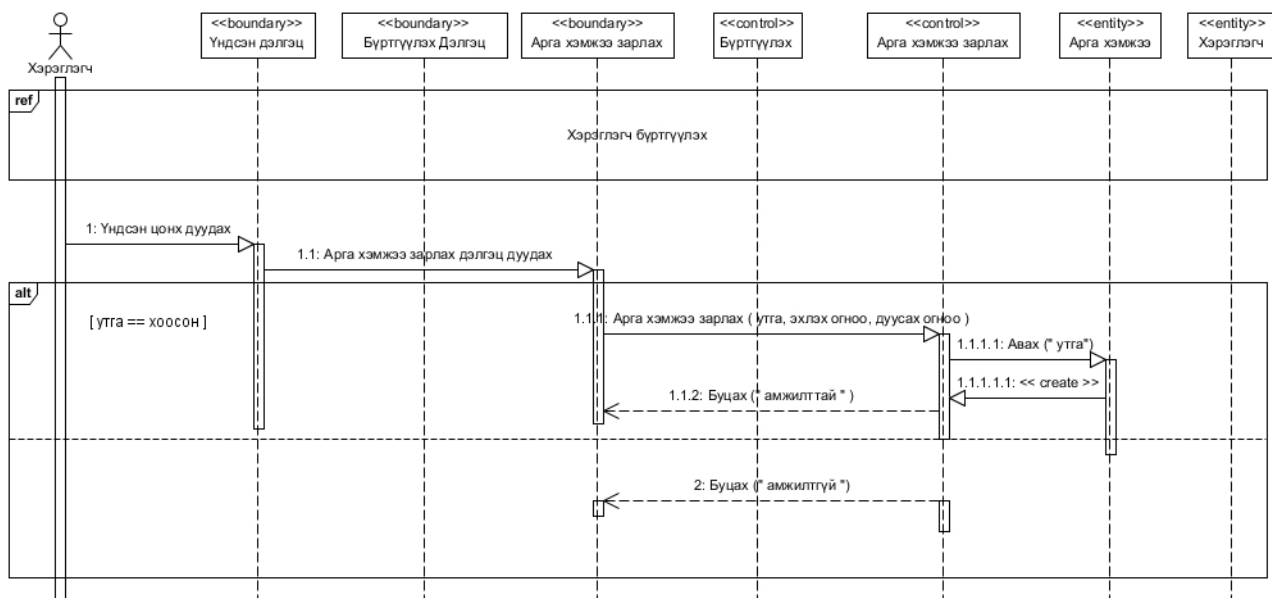 <<boundary>>
Үндсэн дэлгэц
<<boundary>>
Бүртгүүлэх Дэлгэц
<<boundary>>
Арга хэмжээ зарлах
<<control>>
Бүртгүүлэх
<<control>>
Арга хэмжээ зарлах
<<entity>>
Арга хэмжээ
<<entity>>
Хэрэглэгч
Хэрэглэгч
ref
Хэрэглэгч бүртгүүлэх
1: Үндсэн цонх дуудах
1.1: Арга хэмжээ зарлах дэлгэц дуудах
alt
[ утга == хоосон ]
1.1.1: Арга хэмжээ зарлах ( утга, эхлэх огноо, дуусах огноо )
1.1.1.1: Авах (" утга")
1.1.1.1.1: << create >>
1.1.2: Буцах (" амжилттай " )
2: Буцах (" амжилтгүй ")